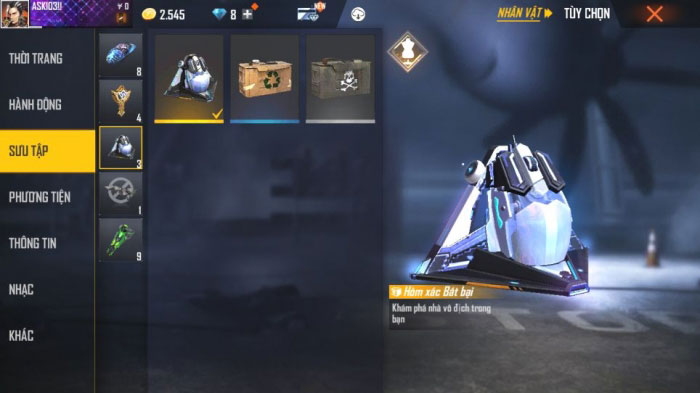 ASK103!!
0
2.545
8
NHÂN VẬT
TÙY CHỌN
THỜI TRANG
HÀNH ĐỘNG
SƯU TẬP
PHƯƠNG TIỆN
THÔNG TIN
NHẠC
KHÁC
8
4
3
1
9
Hòm xác Bất bại
Khám phá nhà vô địch trong
bạn